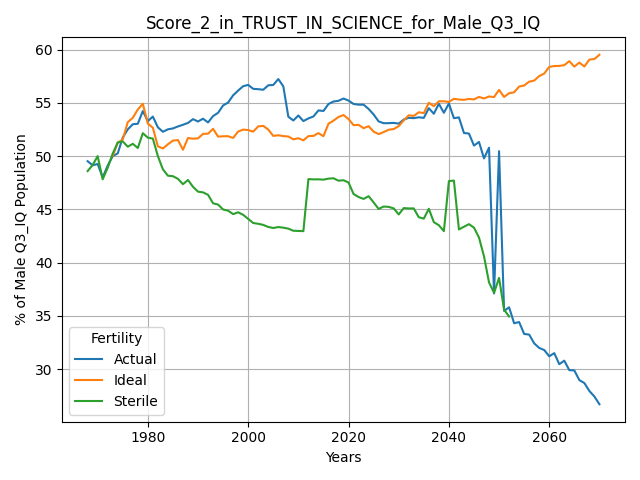 Score_2_in_TRUST_IN_SCIENCE_for_Male_Q3_IQ
% of Male Q3_IQ Population
60
55
50
45
40
35
30
Fertility
Actual
Ideal
Sterile
1980
2000
2020
2040
2060
Years